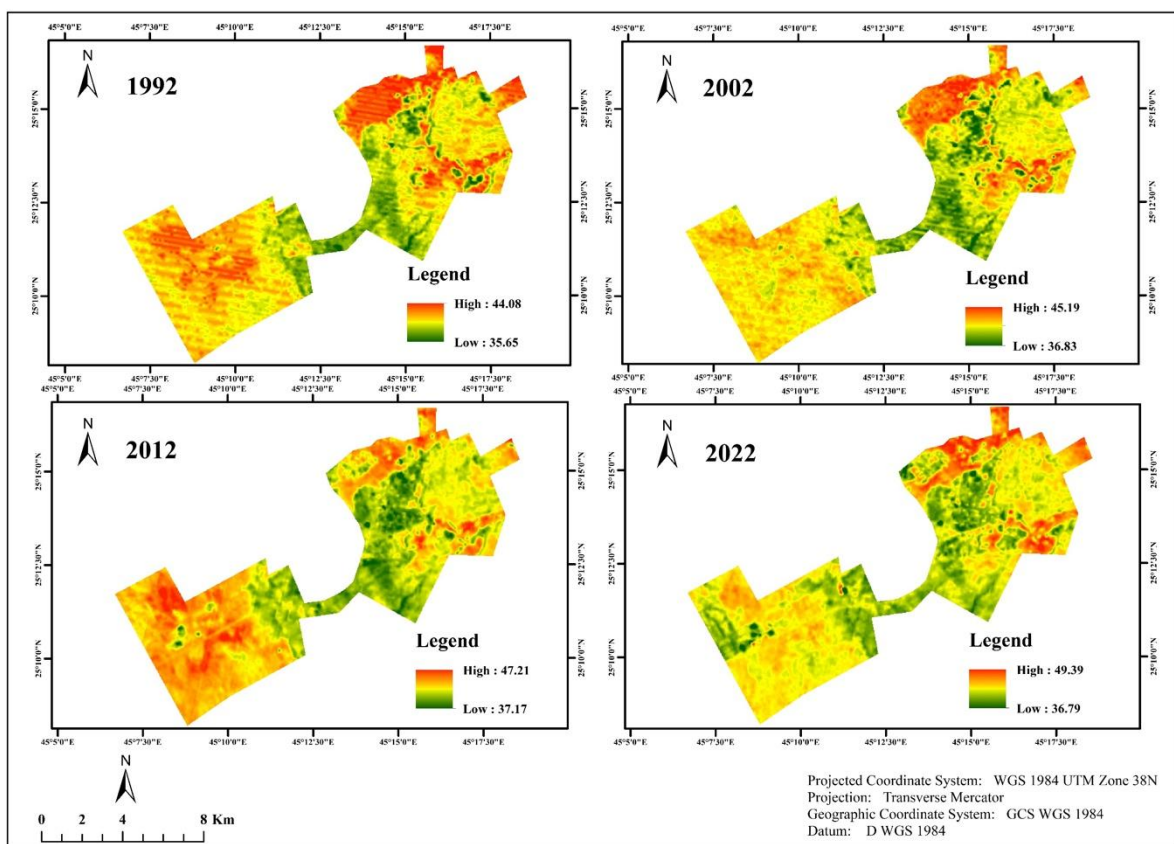 45°5'0"E 45°7'30"E 45°10'0"E 45°12'30"E 45°15'0"E 45°17'30"E
N
1992
25°15'0"N
25°12'30"N
25°10'0"N
25°15'0"N
25°12'30"N
25°10'0"N
Legend
High : 44.08
Low : 35.65
45°5'0"E 45°7'30"E 45°10'0"E 45°12'30"E 45°15'0"E 45°17'30"E
45°5'0"E 45°7'30"E 45°10'0"E 45°12'30"E 45°15'0"E 45°17'30"E
N
2002
25°15'0"N
25°12'30"N
25°10'0"N
25°15'0"N
25°12'30"N
25°10'0"N
Legend
High : 45.19
Low : 36.83
45°5'0"E 45°7'30"E 45°10'0"E 45°12'30"E 45°15'0"E 45°17'30"E
N
2012
25°15'0"N
25°12'30"N
25°10'0"N
25°15'0"N
25°12'30"N
25°10'0"N
Legend
High : 47.21
Low : 37.17
45°5'0"E 45°7'30"E 45°10'0"E 45°12'30"E 45°15'0"E 45°17'30"E
N
2022
25°15'0"N
25°12'30"N
25°10'0"N
25°15'0"N
25°12'30"N
25°10'0"N
Legend
High : 49.39
Low : 36.79
45°5'0"E 45°7'30"E 45°10'0"E 45°12'30"E 45°15'0"E 45°17'30"E
N
0 2 4 8 Km
Projected Coordinate System: WGS 1984 UTM Zone 38N
Projection: Transverse Mercator
Geographic Coordinate System: GCS WGS 1984
Datum: D WGS 1984